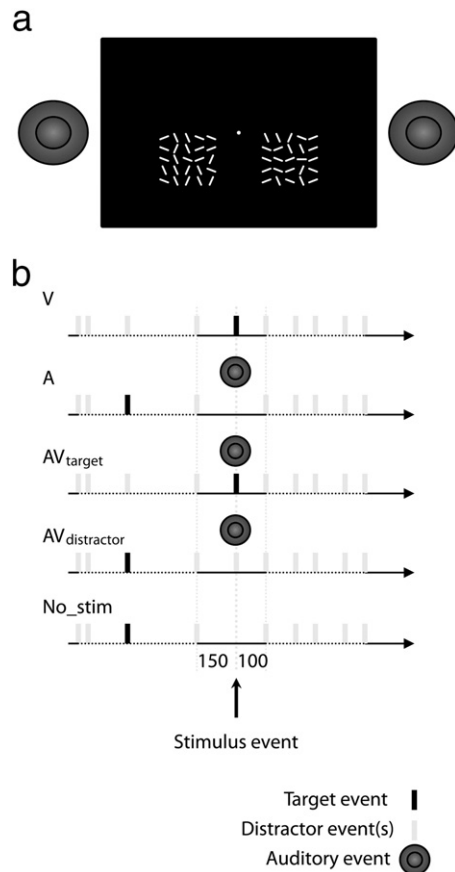 a
b
V
A
AVtarget
AVdistractor
No_stim
150 100
Stimulus event
Target event
Distractor event(s)
Auditory event